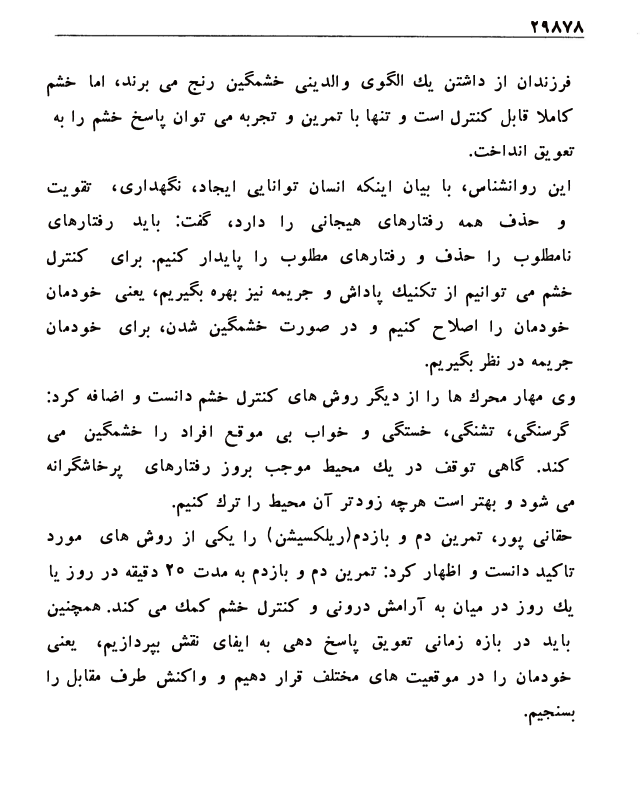 ۲۹۸۷۸
فرزندان از داشتن یك الگوی والدینی خشمگین رنج می برند، اما خشم
کاملا قابل کنترل است و تنها با تمرین و تجربه می توان پاسخ خشم را به
تعویق انداخت.
این روانشناس، با بیان اینکه انسان توانایی ایجاد، نگهداری، تقویت
و حذف همه رفتارهای هیجانی را دارد، گفت: باید رفتارهای
نامطلوب را حذف و رفتارهای مطلوب را پایدار کنیم. برای کنترل
خشم می توانیم از تکنیك پاداش و جریمه نیز بهره بگیریم، یعنی خودمان
خودمان را اصلاح کنیم و در صورت خشمگین شدن، برای خودمان
جریمه در نظر بگیریم.
وی مهار محرك ها را از دیگر روش های کنترل خشم دانست و اضافه کرد:
گرسنگی، تشنگی، خستگی و خواب بی موقع افراد را خشمگین می
کند. گاهی توقف در یك محیط موجب بروز رفتارهای پرخاشگرانه
می شود و بهتر است هرچه زودتر آن محیط را ترك کنیم.
حقانی پور، تمرین دم و بازدم(ریلکسیشن) را یکی از روش های مورد
تاکید دانست و اظهار کرد: تمرین دم و بازدم به مدت ۲۵ دقیقه در روز یا
یك روز در میان به آرامش درونی و کنترل خشم کمك می کند. همچنین
باید در بازه زمانی تعویق پاسخ دهی به ایفای نقش بپردازیم، یعنی
خودمان را در موقعیت های مختلف قرار دهیم و واکنش طرف مقابل را
بسنجیم.